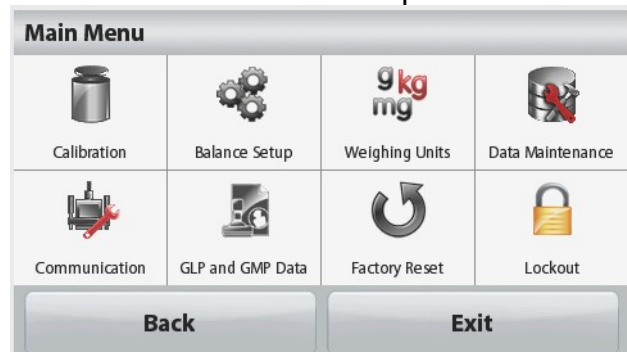 Main Menu
g kg
mg
Calibration Balance Setup Weighing Units Data Maintenance
Communication GLP and GMP Data Factory Reset Lockout
Back Exit